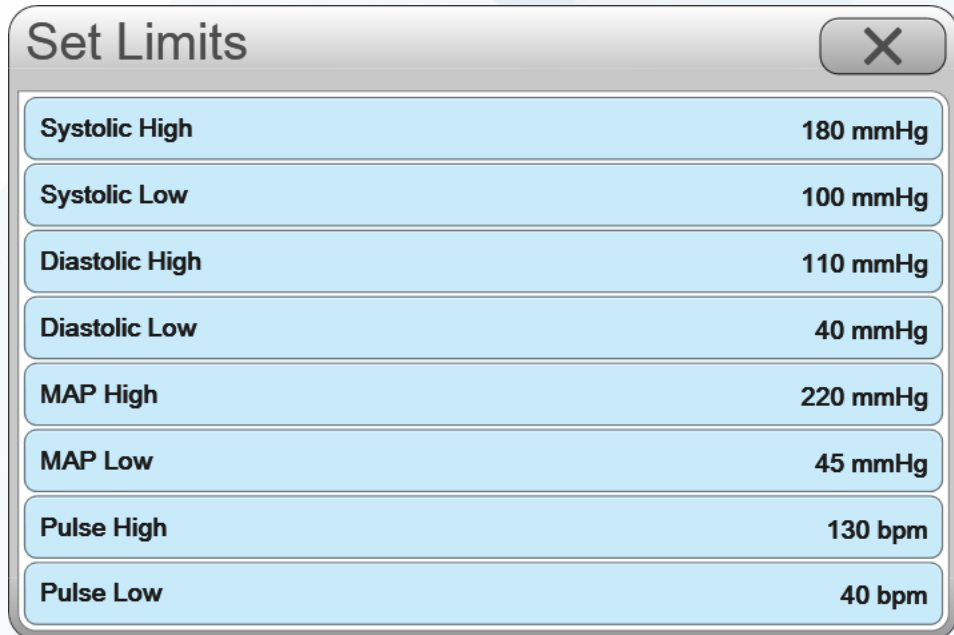 Set Limits
Systolic High 180 mmHg
Systolic Low 100 mmHg
Diastolic High 110 mmHg
Diastolic Low 40 mmHg
MAP High 220 mmHg
MAP Low 45 mmHg
Pulse High 130 bpm
Pulse Low 40 bpm